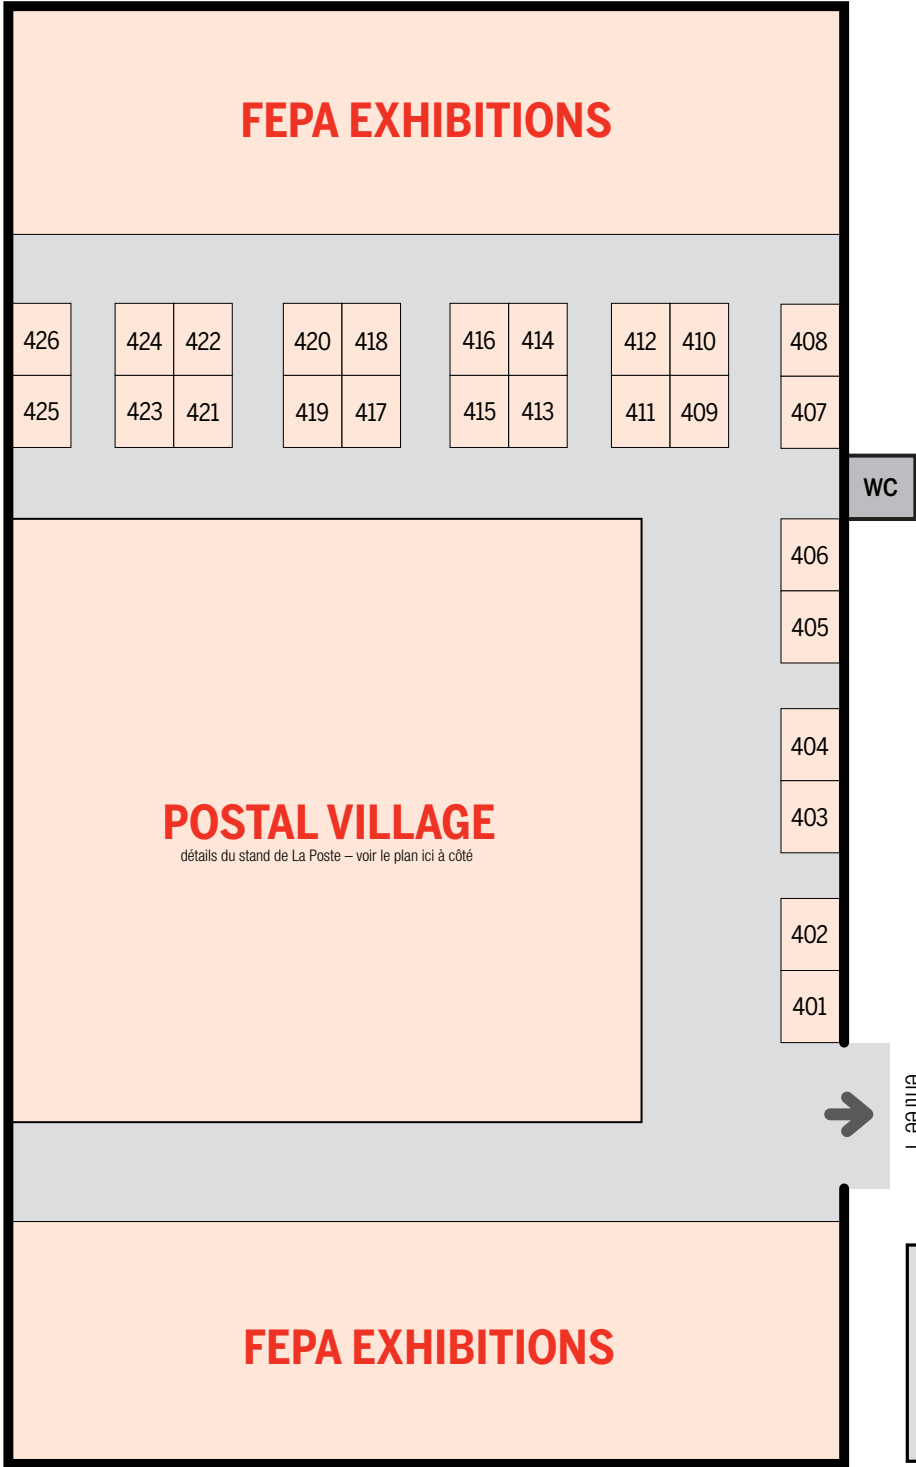 FEPA EXHIBITIONS
426 424 422 420 418 416 414 412 410 408
425 423 421 419 417 415 413 411 409 407
WC
406
405
404
403
POSTAL VILLAGE
détails du stand de La Poste – voir le plan ici à côté
402
401
FEPA EXHIBITIONS